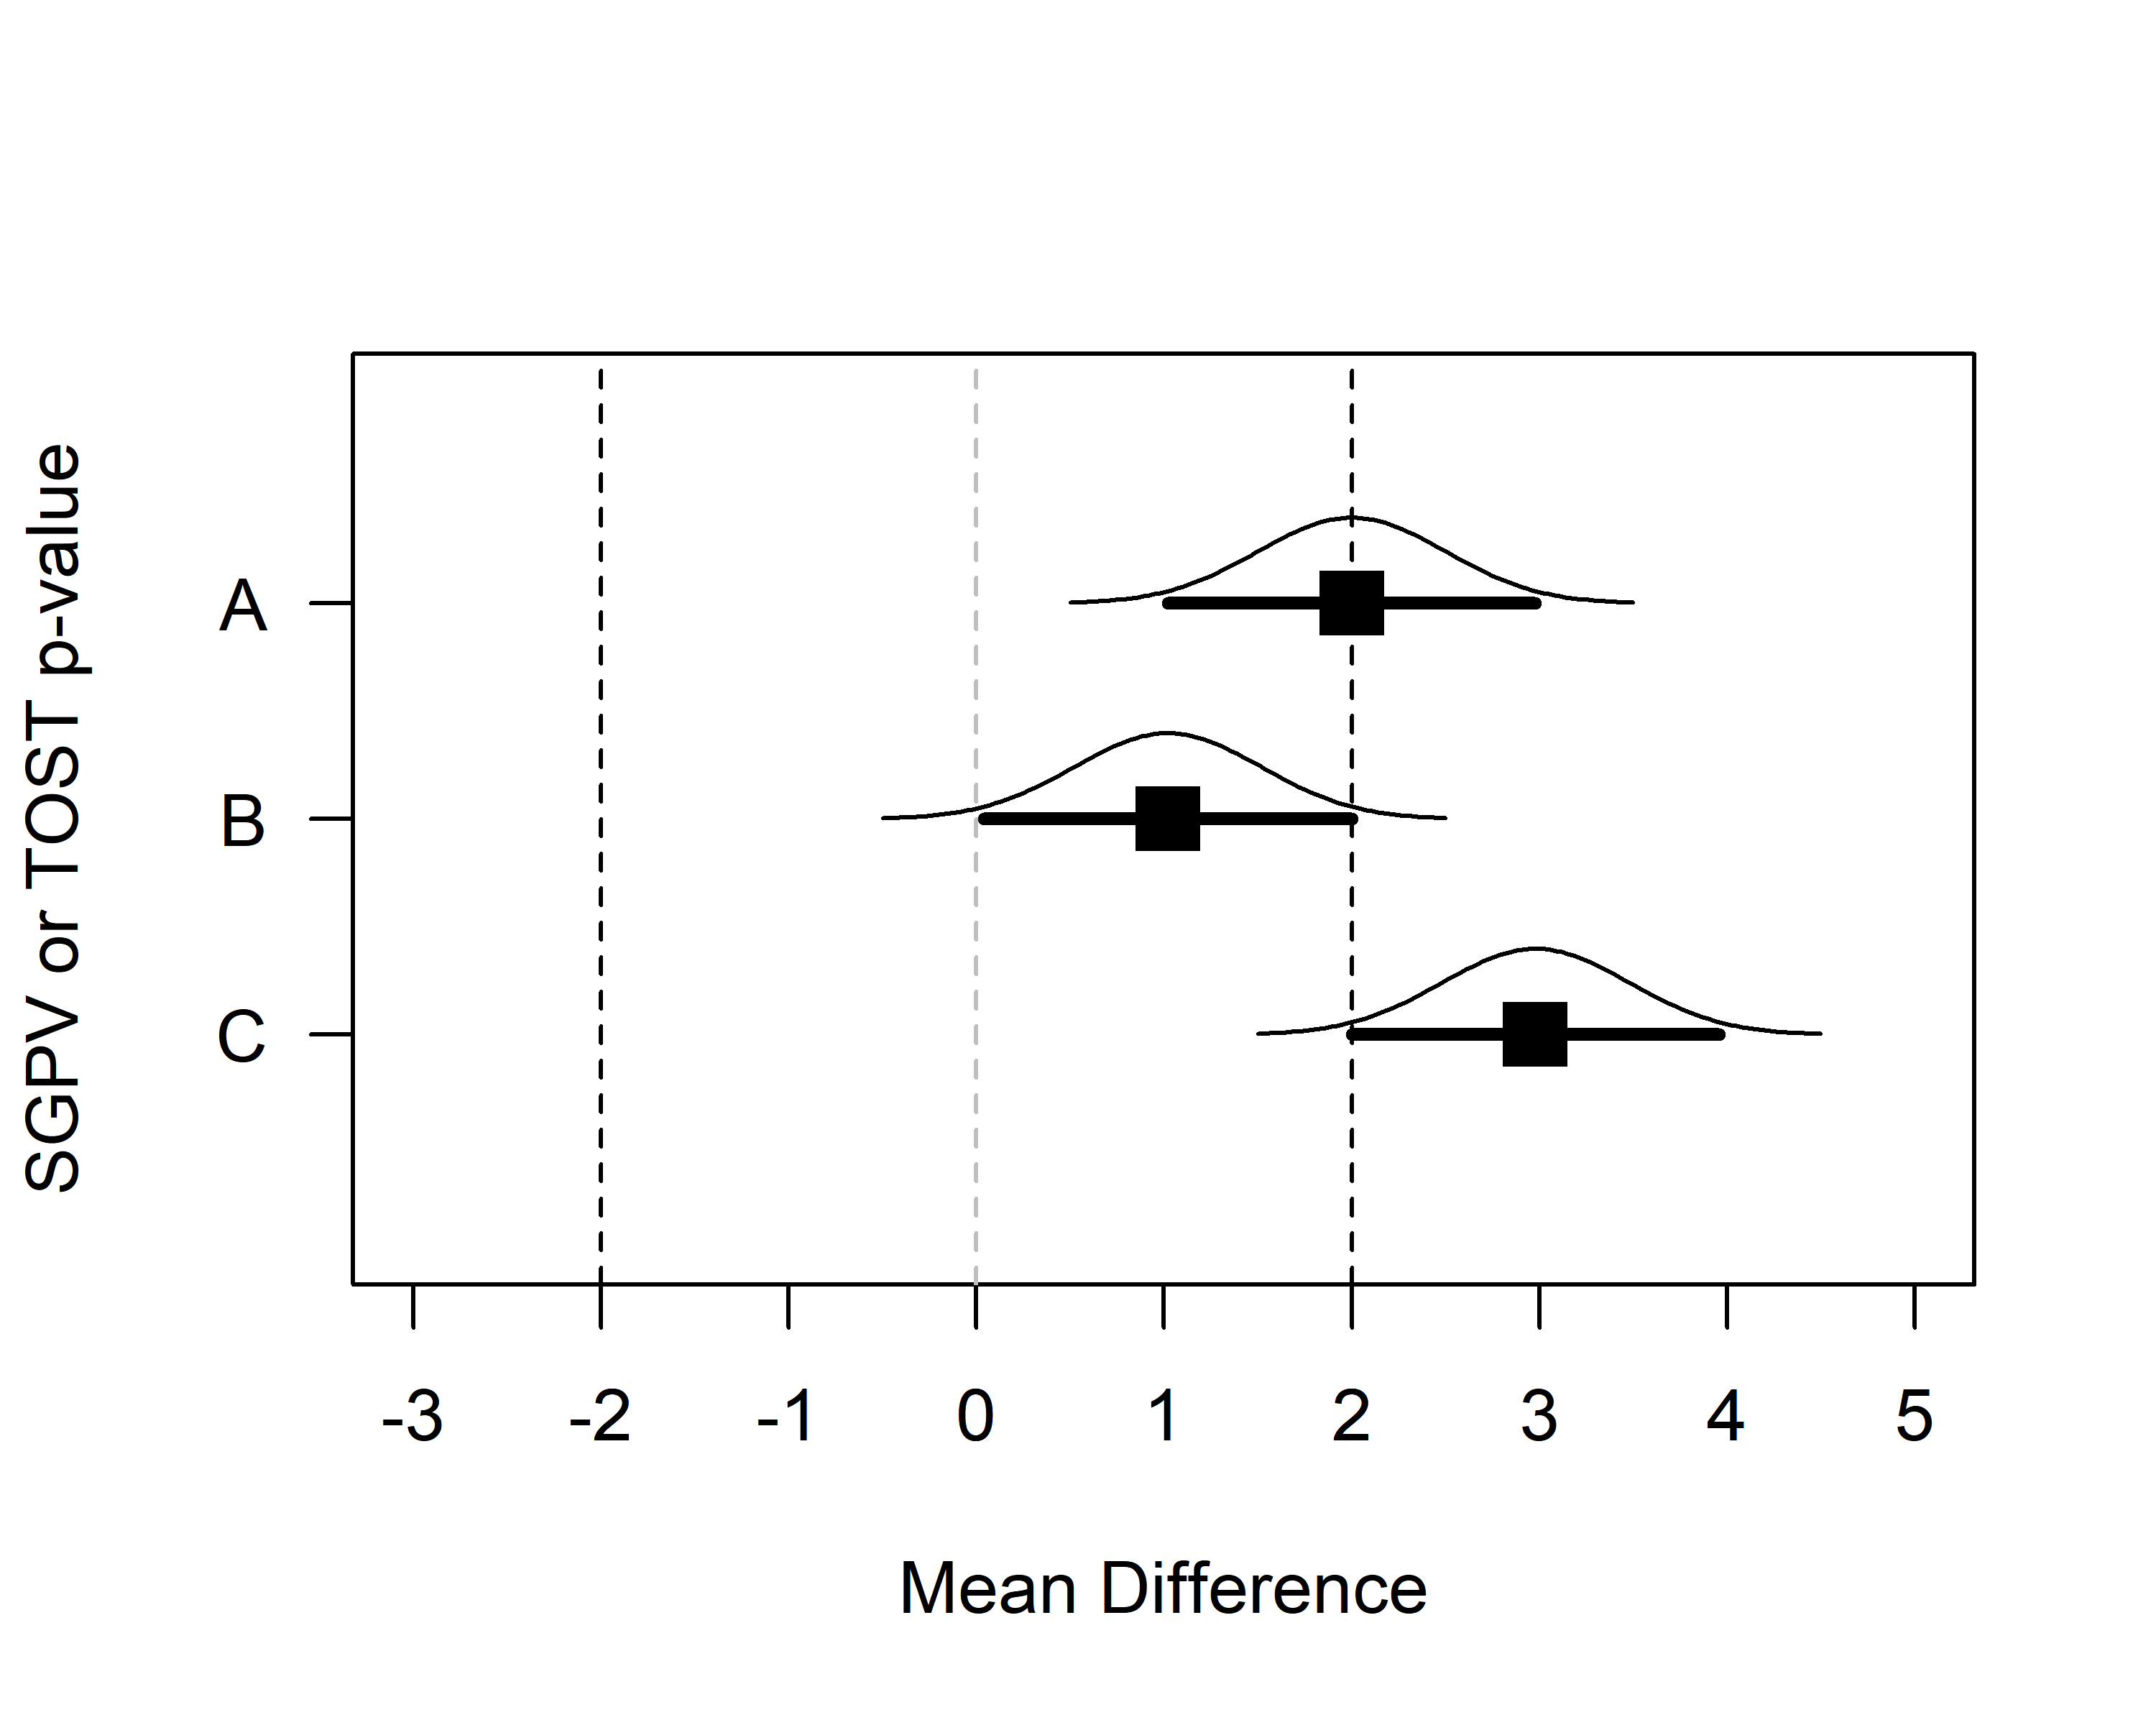 SGPV or TOST p-value
A
B
C
-3 -2 -1 0 1 2 3 4 5
Mean Difference